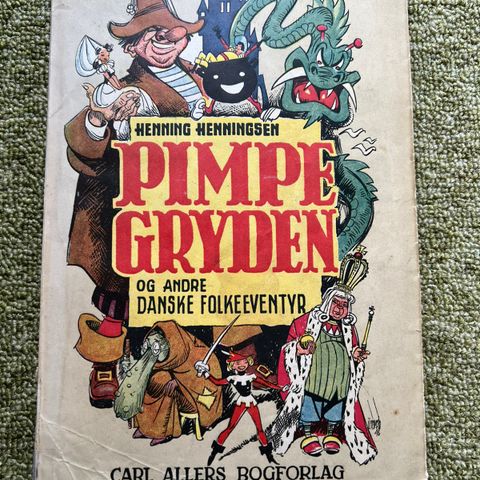 HENNING HENNINGSEN
PIMPE
GRYDEN
OG ANDRE
DANSKE FOLKEEVENTYR
CARL ALLERS BOGFORLAG